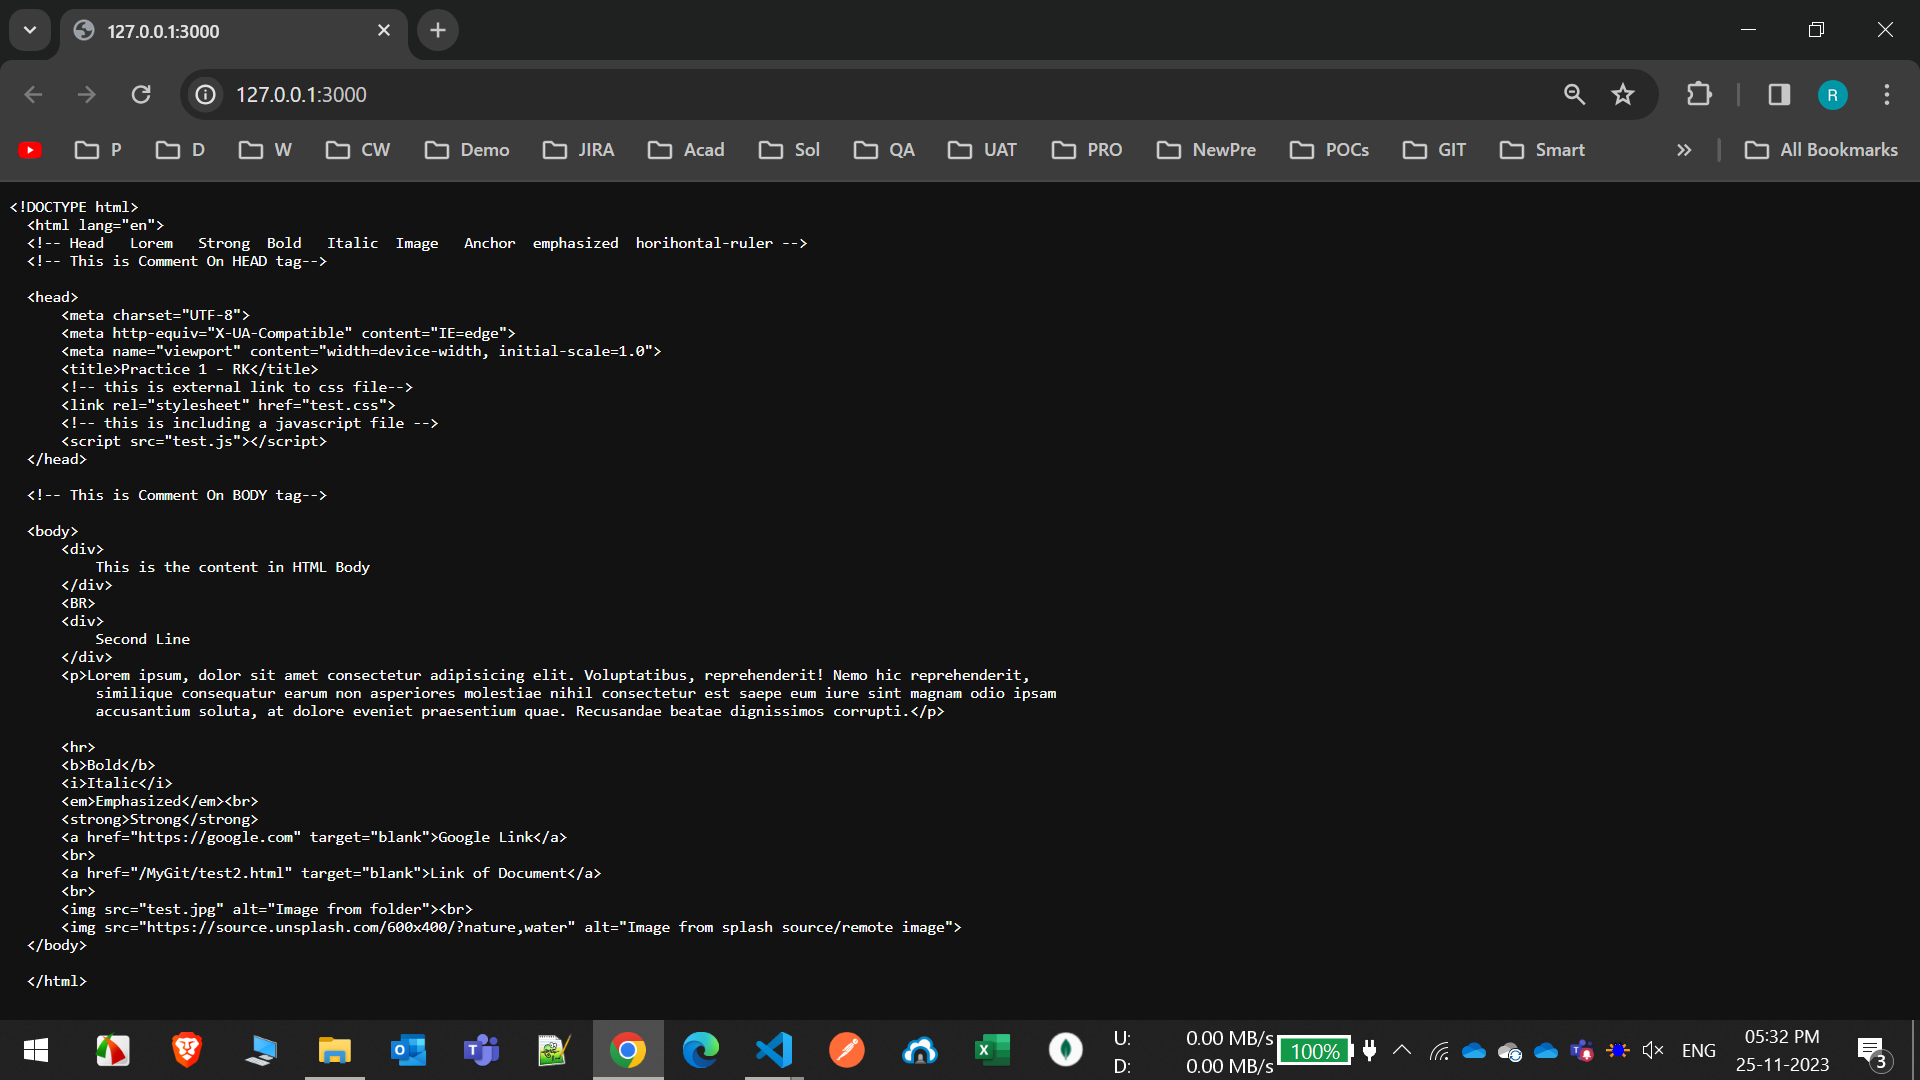 127.0.0.1:3000
127.0.0.1:3000
R
P D W CW Demo JIRA Acad Sol QA UAT PRO NewPre POCs GIT Smart » All Bookmarks
<!DOCTYPE html>
<html lang="en">
<!-- Head   Lorem   Strong  Bold   Italic  Image   Anchor  emphasized  horihontal-ruler -->
<!-- This is Comment On HEAD tag-->
<head>
<meta charset="UTF-8">
<meta http-equiv="X-UA-Compatible" content="IE=edge">
<meta name="viewport" content="width=device-width, initial-scale=1.0">
<title>Practice 1 - RK</title>
<!-- this is external link to css file-->
<link rel="stylesheet" href="test.css">
<!-- this is including a javascript file -->
<script src="test.js"></script>
</head>
<!-- This is Comment On BODY tag-->
<body>
<div>
This is the content in HTML Body
</div>
<BR>
<div>
Second Line
</div>
<p>Lorem ipsum, dolor sit amet consectetur adipisicing elit. Voluptatibus, reprehenderit! Nemo hic reprehenderit,
similique consequatur earum non asperiores molestiae nihil consectetur est saepe eum iure sint magnam odio ipsam
accusantium soluta, at dolore eveniet praesentium quae. Recusandae beatae dignissimos corrupti.</p>
<hr>
<b>Bold</b>
<i>Italic</i>
<em>Emphasized</em><br>
<strong>Strong</strong>
<a href="https://google.com" target="blank">Google Link</a>
<br>
<a href="/MyGit/test2.html" target="blank">Link of Document</a>
<br>
<img src="test.jpg" alt="Image from folder"><br>
<img src="https://source.unsplash.com/600x400/?nature,water" alt="Image from splash source/remote image">
</body>
</html>
U: 0.00 MB/s
D: 0.00 MB/s
100%
ENG
05:32 PM
25-11-2023
3